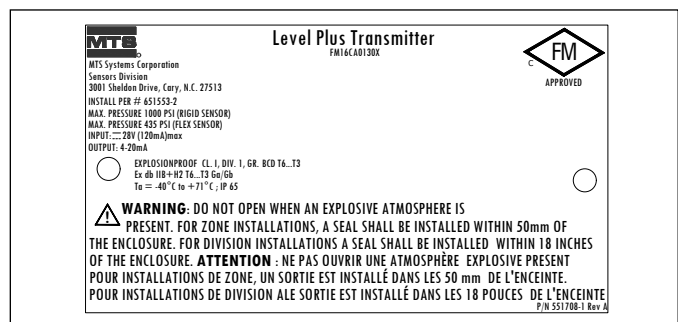 MTS
Level Plus Transmitter
FM16CA0130X
C FM
APPROVED
MTS Systems Corporation
Sensors Division
3001 Sheldon Drive, Cary, N.C. 27513
INSTALL PER # 651553-2
MAX. PRESSURE 1000 PSI (RIGID SENSOR)
MAX. PRESSURE 435 PSI (FLEX SENSOR)
INPUT:⎓28V (120mA)max
OUTPUT: 4-20mA
EXPLOSIONPROOF CL. I, DIV. 1, GR. BCD T6...T3
Ex db IIB+H2 T6...T3 Ga/Gb
Ta = -40°C to +71°C ; IP 65
WARNING: DO NOT OPEN WHEN AN EXPLOSIVE ATMOSPHERE IS
PRESENT. FOR ZONE INSTALLATIONS, A SEAL SHALL BE INSTALLED WITHIN 50mm OF
THE ENCLOSURE. FOR DIVISION INSTALLATIONS A SEAL SHALL BE INSTALLED WITHIN 18 INCHES
OF THE ENCLOSURE. ATTENTION : NE PAS OUVRIR UNE ATMOSPHÈRE EXPLOSIVE PRESENT
POUR INSTALLATIONS DE ZONE, UN SORTIE EST INSTALLÉ DANS LES 50 mm DE L'ENCEINTE.
POUR INSTALLATIONS DE DIVISION ALE SORTIE EST INSTALLÉ DANS LES 18 POUCES DE L'ENCEINTE
P/N 551708-1 Rev A